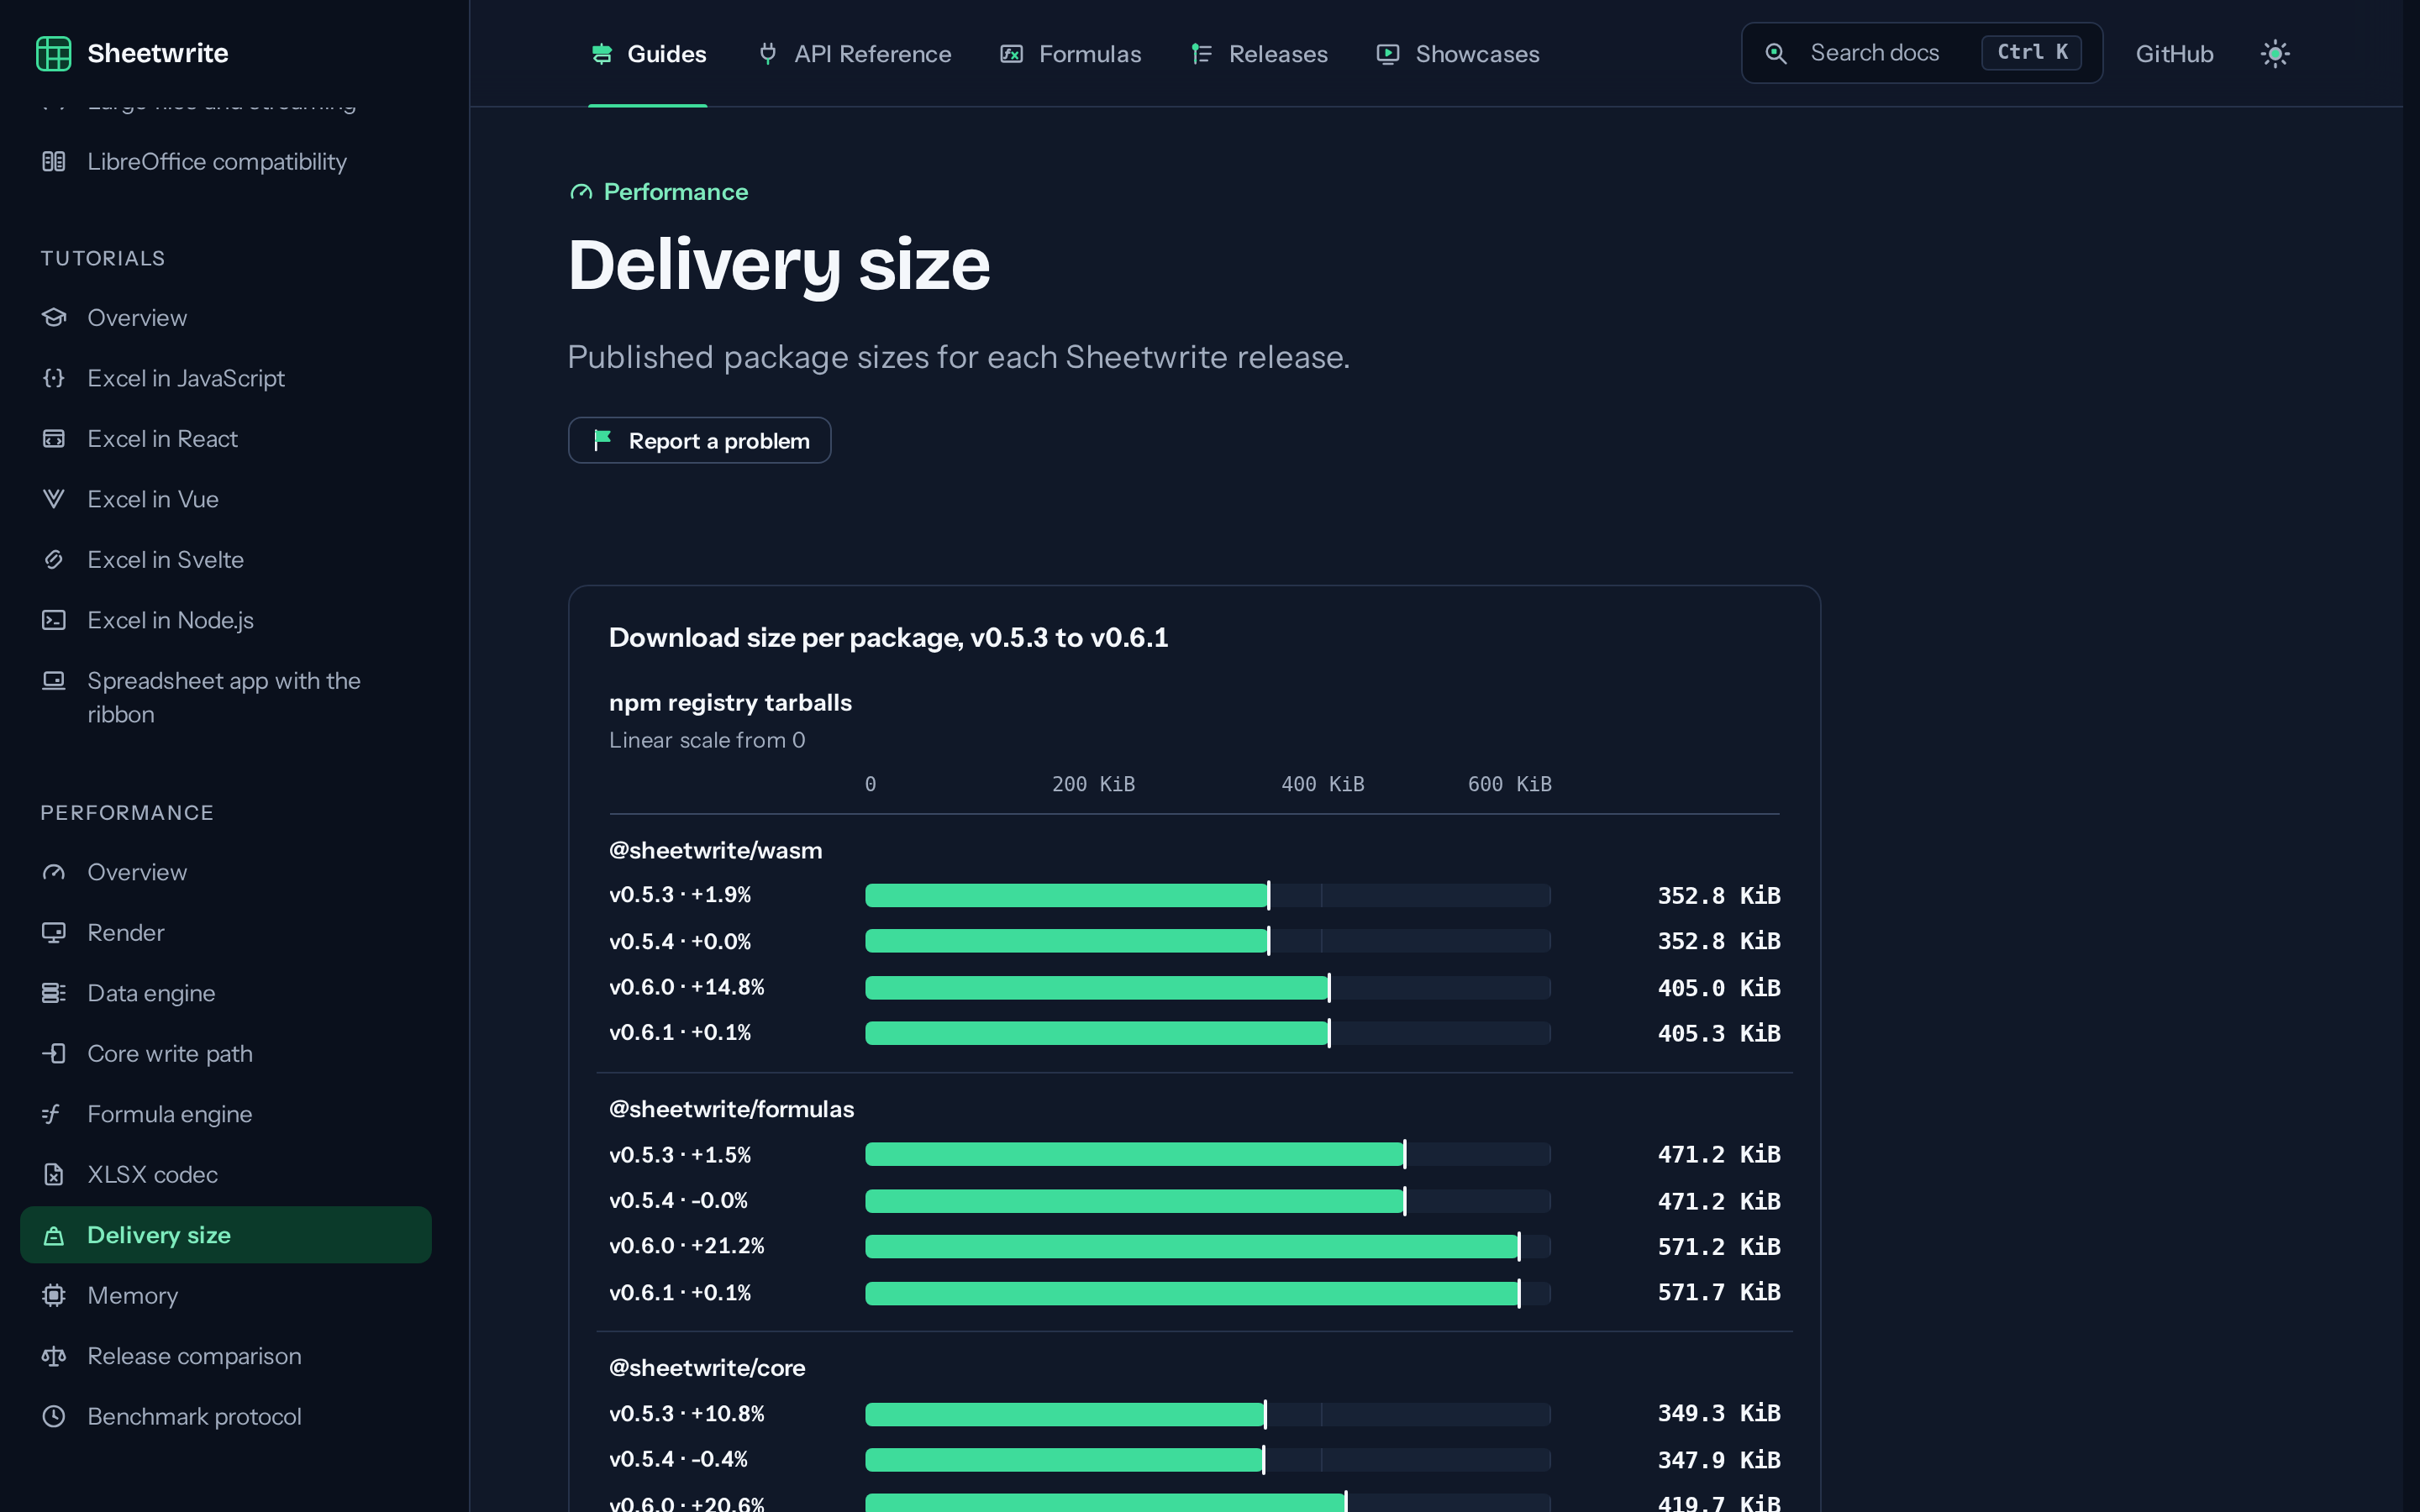 Sheetwrite
Large files and streaming
LibreOffice compatibility
TUTORIALS
Overview
Excel in JavaScript
Excel in React
Excel in Vue
Excel in Svelte
Excel in Node.js
Spreadsheet app with the
ribbon
PERFORMANCE
Overview
Render
Data engine
Core write path
Formula engine
XLSX codec
Delivery size
Memory
Release comparison
Benchmark protocol
Guides
API Reference
Formulas
Releases
Showcases
Search docs Ctrl K
GitHub
Performance
Delivery size
Published package sizes for each Sheetwrite release.
Report a problem
Download size per package, v0.5.3 to v0.6.1
npm registry tarballs
Linear scale from 0
0 200 KiB 400 KiB 600 KiB
@sheetwrite/wasm
v0.5.3 · +1.9% 352.8 KiB
v0.5.4 · +0.0% 352.8 KiB
v0.6.0 · +14.8% 405.0 KiB
v0.6.1 · +0.1% 405.3 KiB
@sheetwrite/formulas
v0.5.3 · +1.5% 471.2 KiB
v0.5.4 · -0.0% 471.2 KiB
v0.6.0 · +21.2% 571.2 KiB
v0.6.1 · +0.1% 571.7 KiB
@sheetwrite/core
v0.5.3 · +10.8% 349.3 KiB
v0.5.4 · -0.4% 347.9 KiB
v0.6.0 · +20.6% 419.7 KiB